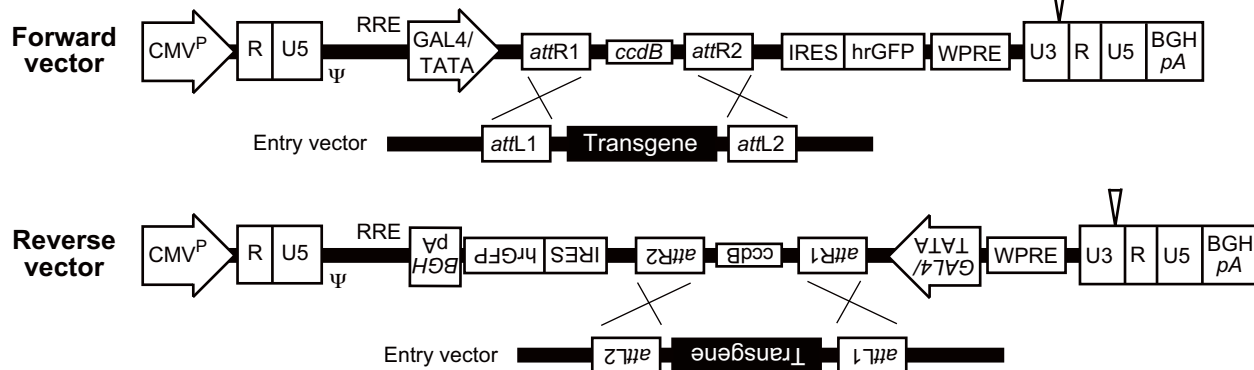 Forward vector
CMVP
R
U5
Ψ
RRE
GAL4/
TATA
attR1
ccdB
attR2
IRES
hrGFP
WPRE
U3
R
U5
BGH
pA
Entry vector
attL1
Transgene
attL2
Reverse vector
CMVP
R
U5
Ψ
RRE
BGH
pA
hrGFP
IRES
attR2
ccdB
attR1
GAL4/
TATA
WPRE
U3
R
U5
BGH
pA
Entry vector
attL2
Transgene
attL1